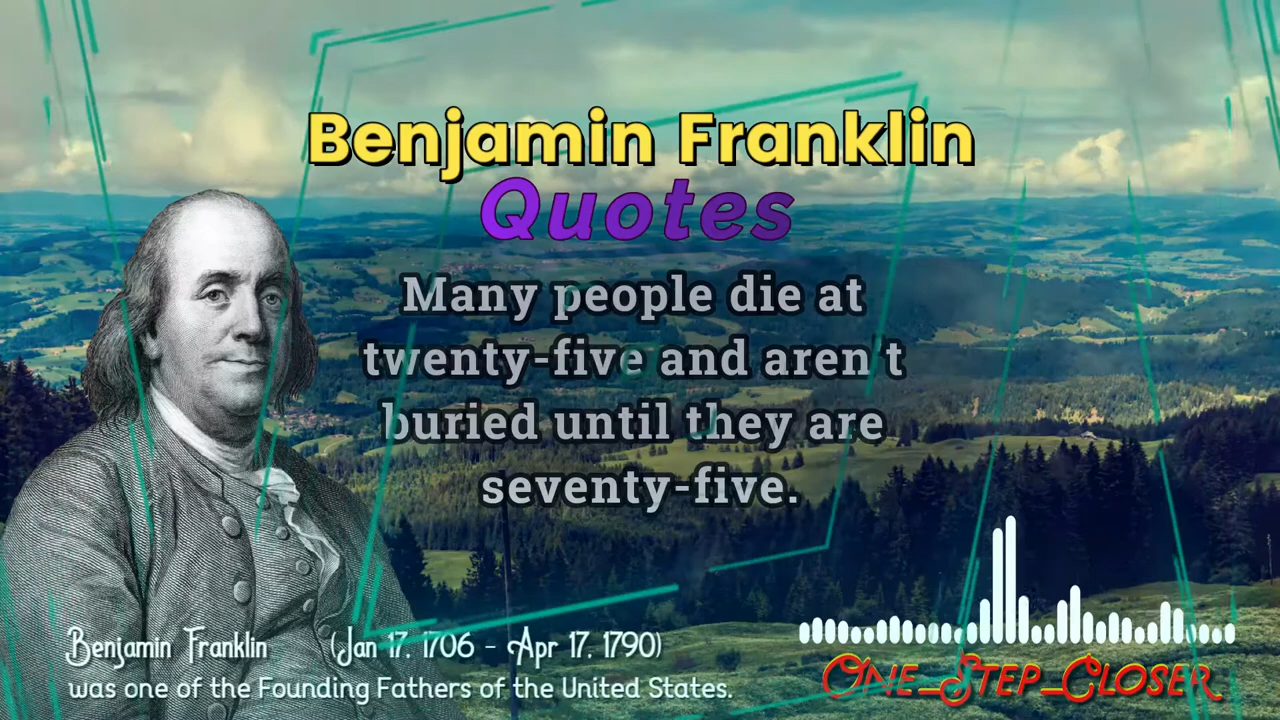 Benjamin Franklin
Quotes
Many people die at
twenty-five and aren't
buried until they are
seventy-five.
Benjamin Franklin (Jan 17. 1706 - Apr 17. 1790)
was one of the Founding Fathers of the United States.
One_Step_Closer